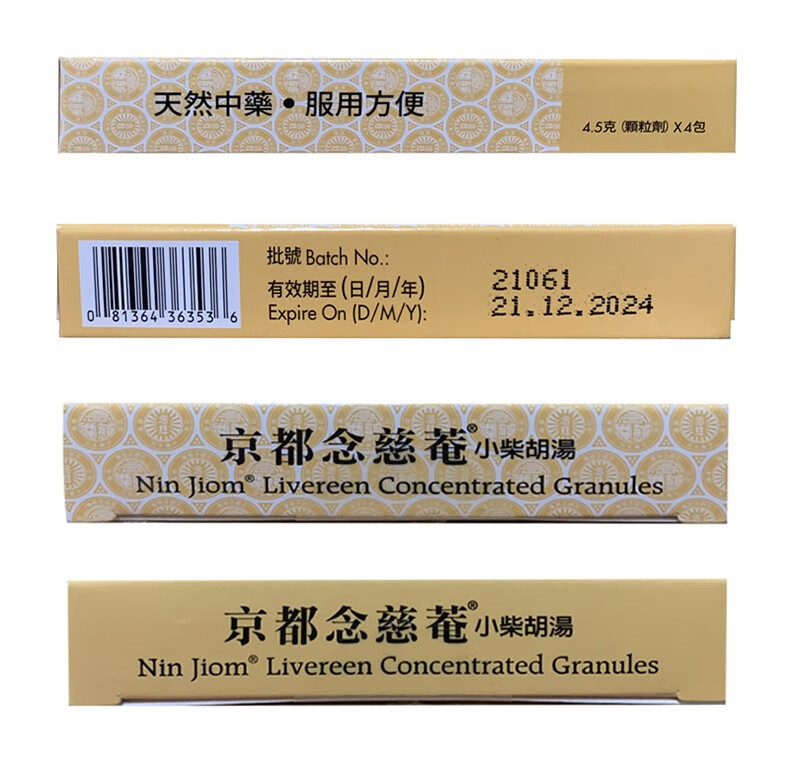 天然中藥•服用方便
4.5克 (顆粒劑) X 4包
批號 Batch No.:
21061
有效期至 (日/月/年)
Expire On (D/M/Y):
21.12.2024
0 81364 36353 6
京都念慈菴®小柴胡湯
Nin Jiom® Livereen Concentrated Granules
京都念慈菴®小柴胡湯
Nin Jiom® Livereen Concentrated Granules